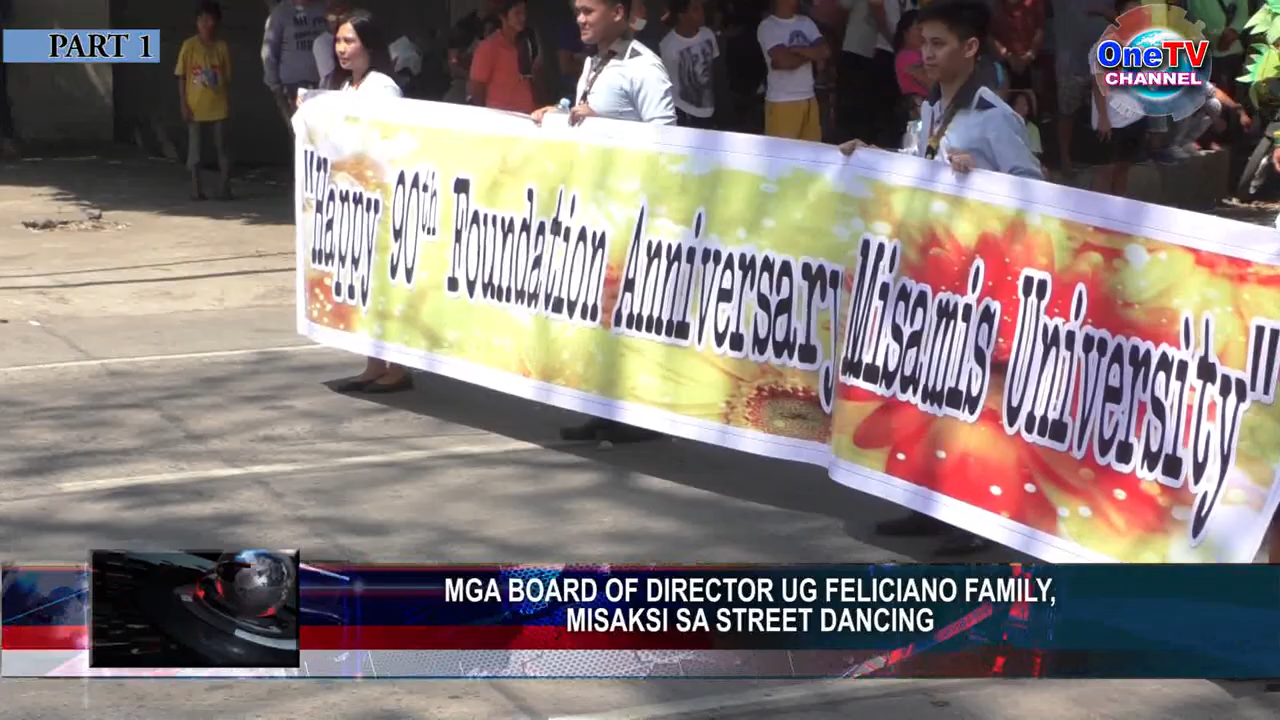 PART 1
OneTV
CHANNEL
"Happy 90th Foundation Anniversary Misamis University"
MGA BOARD OF DIRECTOR UG FELICIANO FAMILY,
MISAKSI SA STREET DANCING